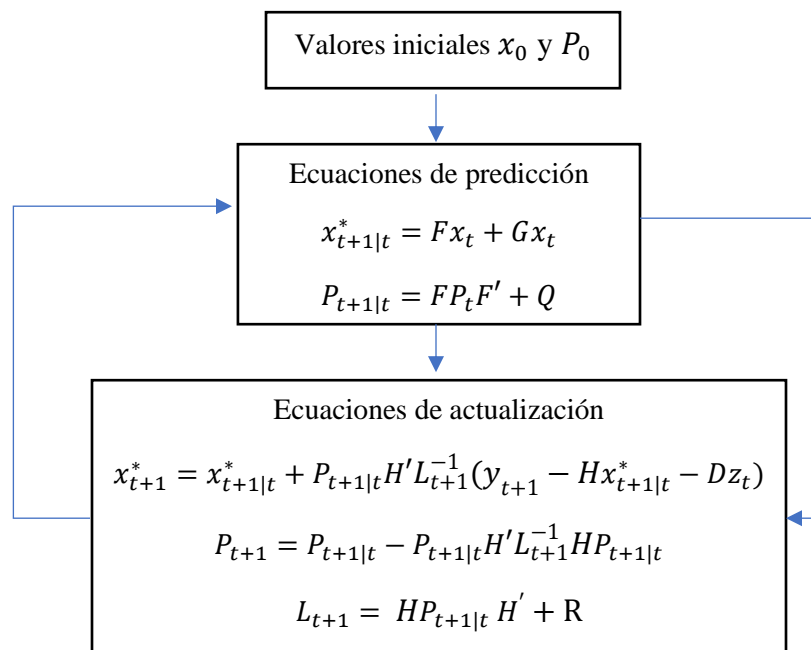 Valores iniciales $x_0$ y $P_0$
Ecuaciones de predicción
$x^*_{t+1|t} = Fx_t + Gx_t$
$P_{t+1|t} = FP_tF' + Q$
Ecuaciones de actualización
$x^*_{t+1} = x^*_{t+1|t} + P_{t+1|t}H'L^{-1}_{t+1}(y_{t+1} - Hx^*_{t+1|t} - Dz_t)$
$P_{t+1} = P_{t+1|t} - P_{t+1|t}H'L^{-1}_{t+1}HP_{t+1|t}$
$L_{t+1} = HP_{t+1|t} H' + R$